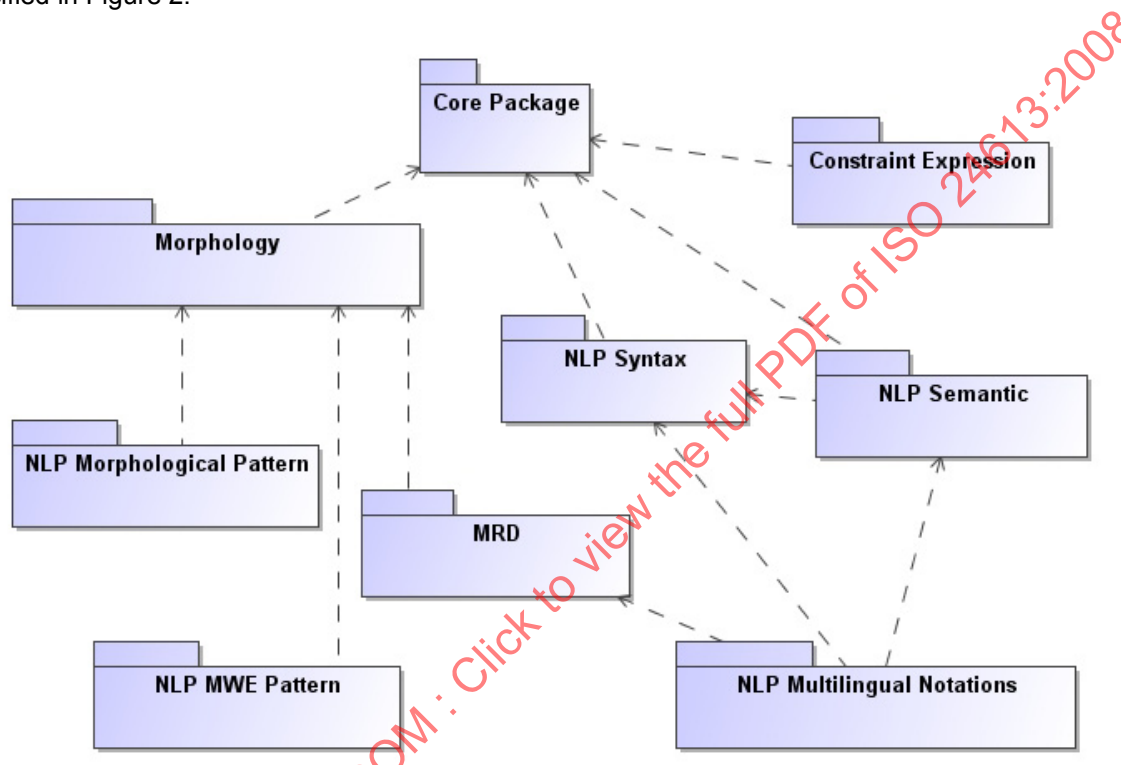 ified in Figure 2.
Core Package
Constraint Expression
Morphology
NLP Syntax
NLP Semantic
NLP Morphological Pattern
MRD
NLP MWE Pattern
NLP Multilingual Notations
OM : Click to view the full PDF of ISO 24613:2008